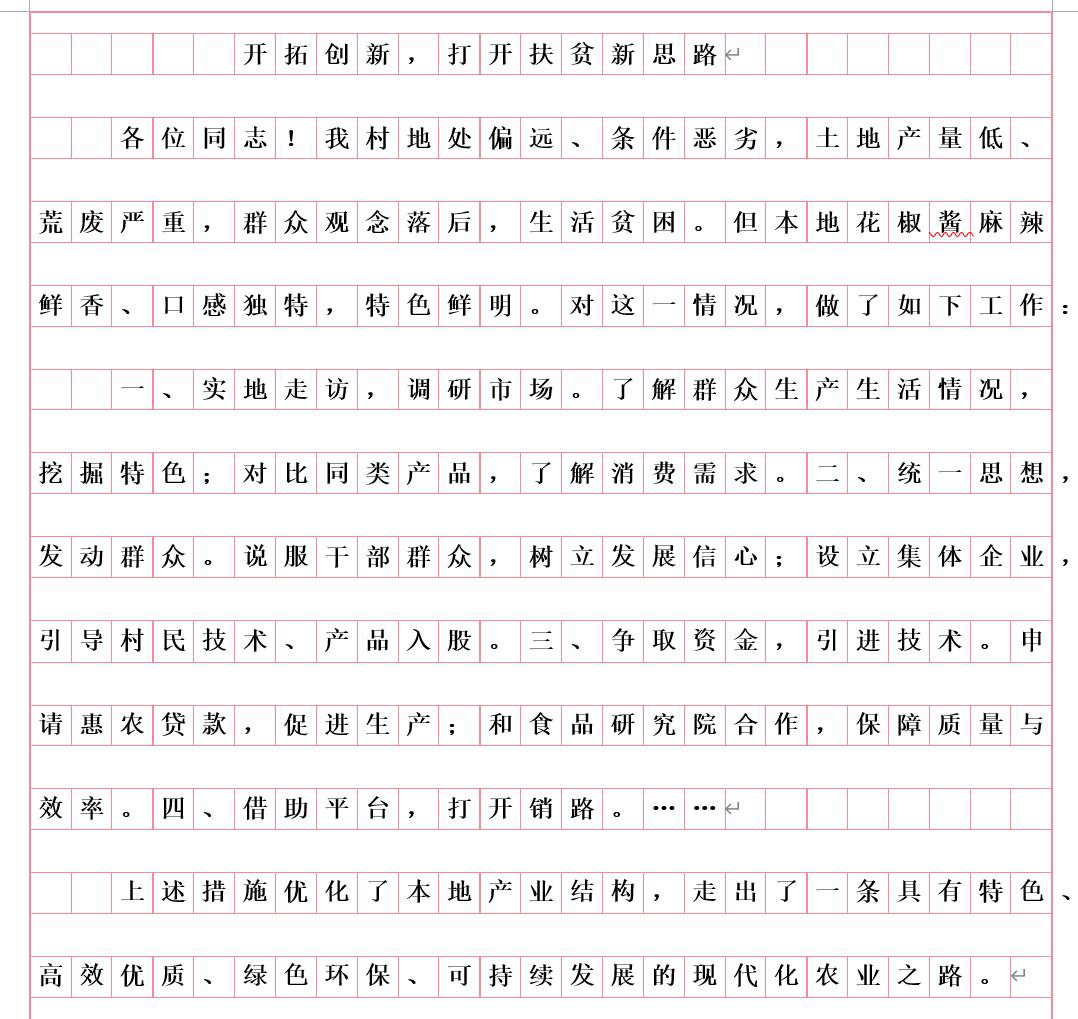 开拓创新，打开扶贫新思路
各位同志！我村地处偏远、条件恶劣，土地产量低、
荒废严重，群众观念落后，生活贫困。但本地花椒酱麻辣
鲜香、口感独特，特色鲜明。对这一情况，做了如下工作：
一、实地走访，调研市场。了解群众生产生活情况，
挖掘特色；对比同类产品，了解消费需求。二、统一思想，
发动群众。说服干部群众，树立发展信心；设立集体企业，
引导村民技术、产品入股。三、争取资金，引进技术。申
请惠农贷款，促进生产；和食品研究院合作，保障质量与
效率。四、借助平台，打开销路。……
上述措施优化了本地产业结构，走出了一条具有特色、
高效优质、绿色环保、可持续发展的现代化农业之路。